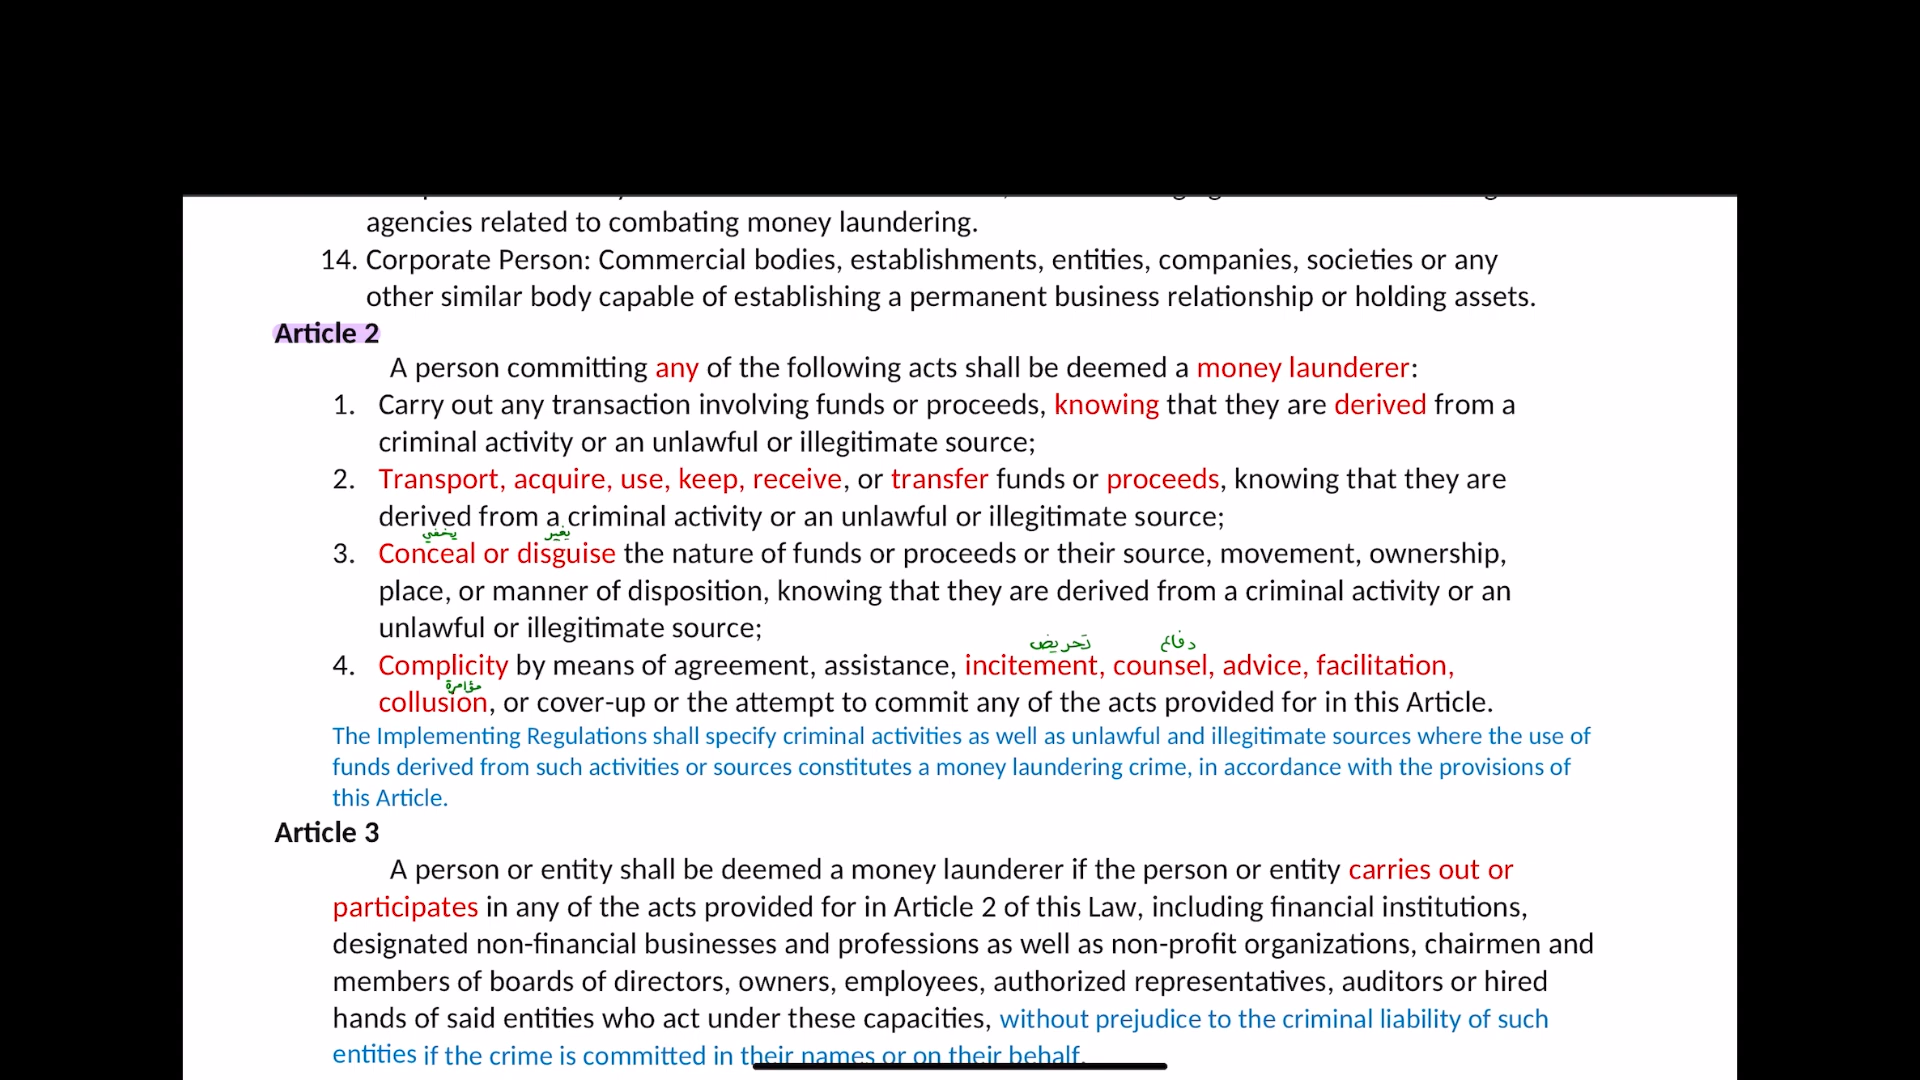 agencies related to combating money laundering.
14. Corporate Person: Commercial bodies, establishments, entities, companies, societies or any
other similar body capable of establishing a permanent business relationship or holding assets.
Article 2
A person committing any of the following acts shall be deemed a money launderer:
1. Carry out any transaction involving funds or proceeds, knowing that they are derived from a
criminal activity or an unlawful or illegitimate source;
2. Transport, acquire, use, keep, receive, or transfer funds or proceeds, knowing that they are
derived from a criminal activity or an unlawful or illegitimate source;
يخفي يغير
3. Conceal or disguise the nature of funds or proceeds or their source, movement, ownership,
place, or manner of disposition, knowing that they are derived from a criminal activity or an
unlawful or illegitimate source;
تحريض دفاع
4. Complicity by means of agreement, assistance, incitement, counsel, advice, facilitation,
مؤامرة
collusion, or cover-up or the attempt to commit any of the acts provided for in this Article.
The Implementing Regulations shall specify criminal activities as well as unlawful and illegitimate sources where the use of
funds derived from such activities or sources constitutes a money laundering crime, in accordance with the provisions of
this Article.
Article 3
A person or entity shall be deemed a money launderer if the person or entity carries out or
participates in any of the acts provided for in Article 2 of this Law, including financial institutions,
designated non-financial businesses and professions as well as non-profit organizations, chairmen and
members of boards of directors, owners, employees, authorized representatives, auditors or hired
hands of said entities who act under these capacities, without prejudice to the criminal liability of such
entities if the crime is committed in their names or on their behalf.